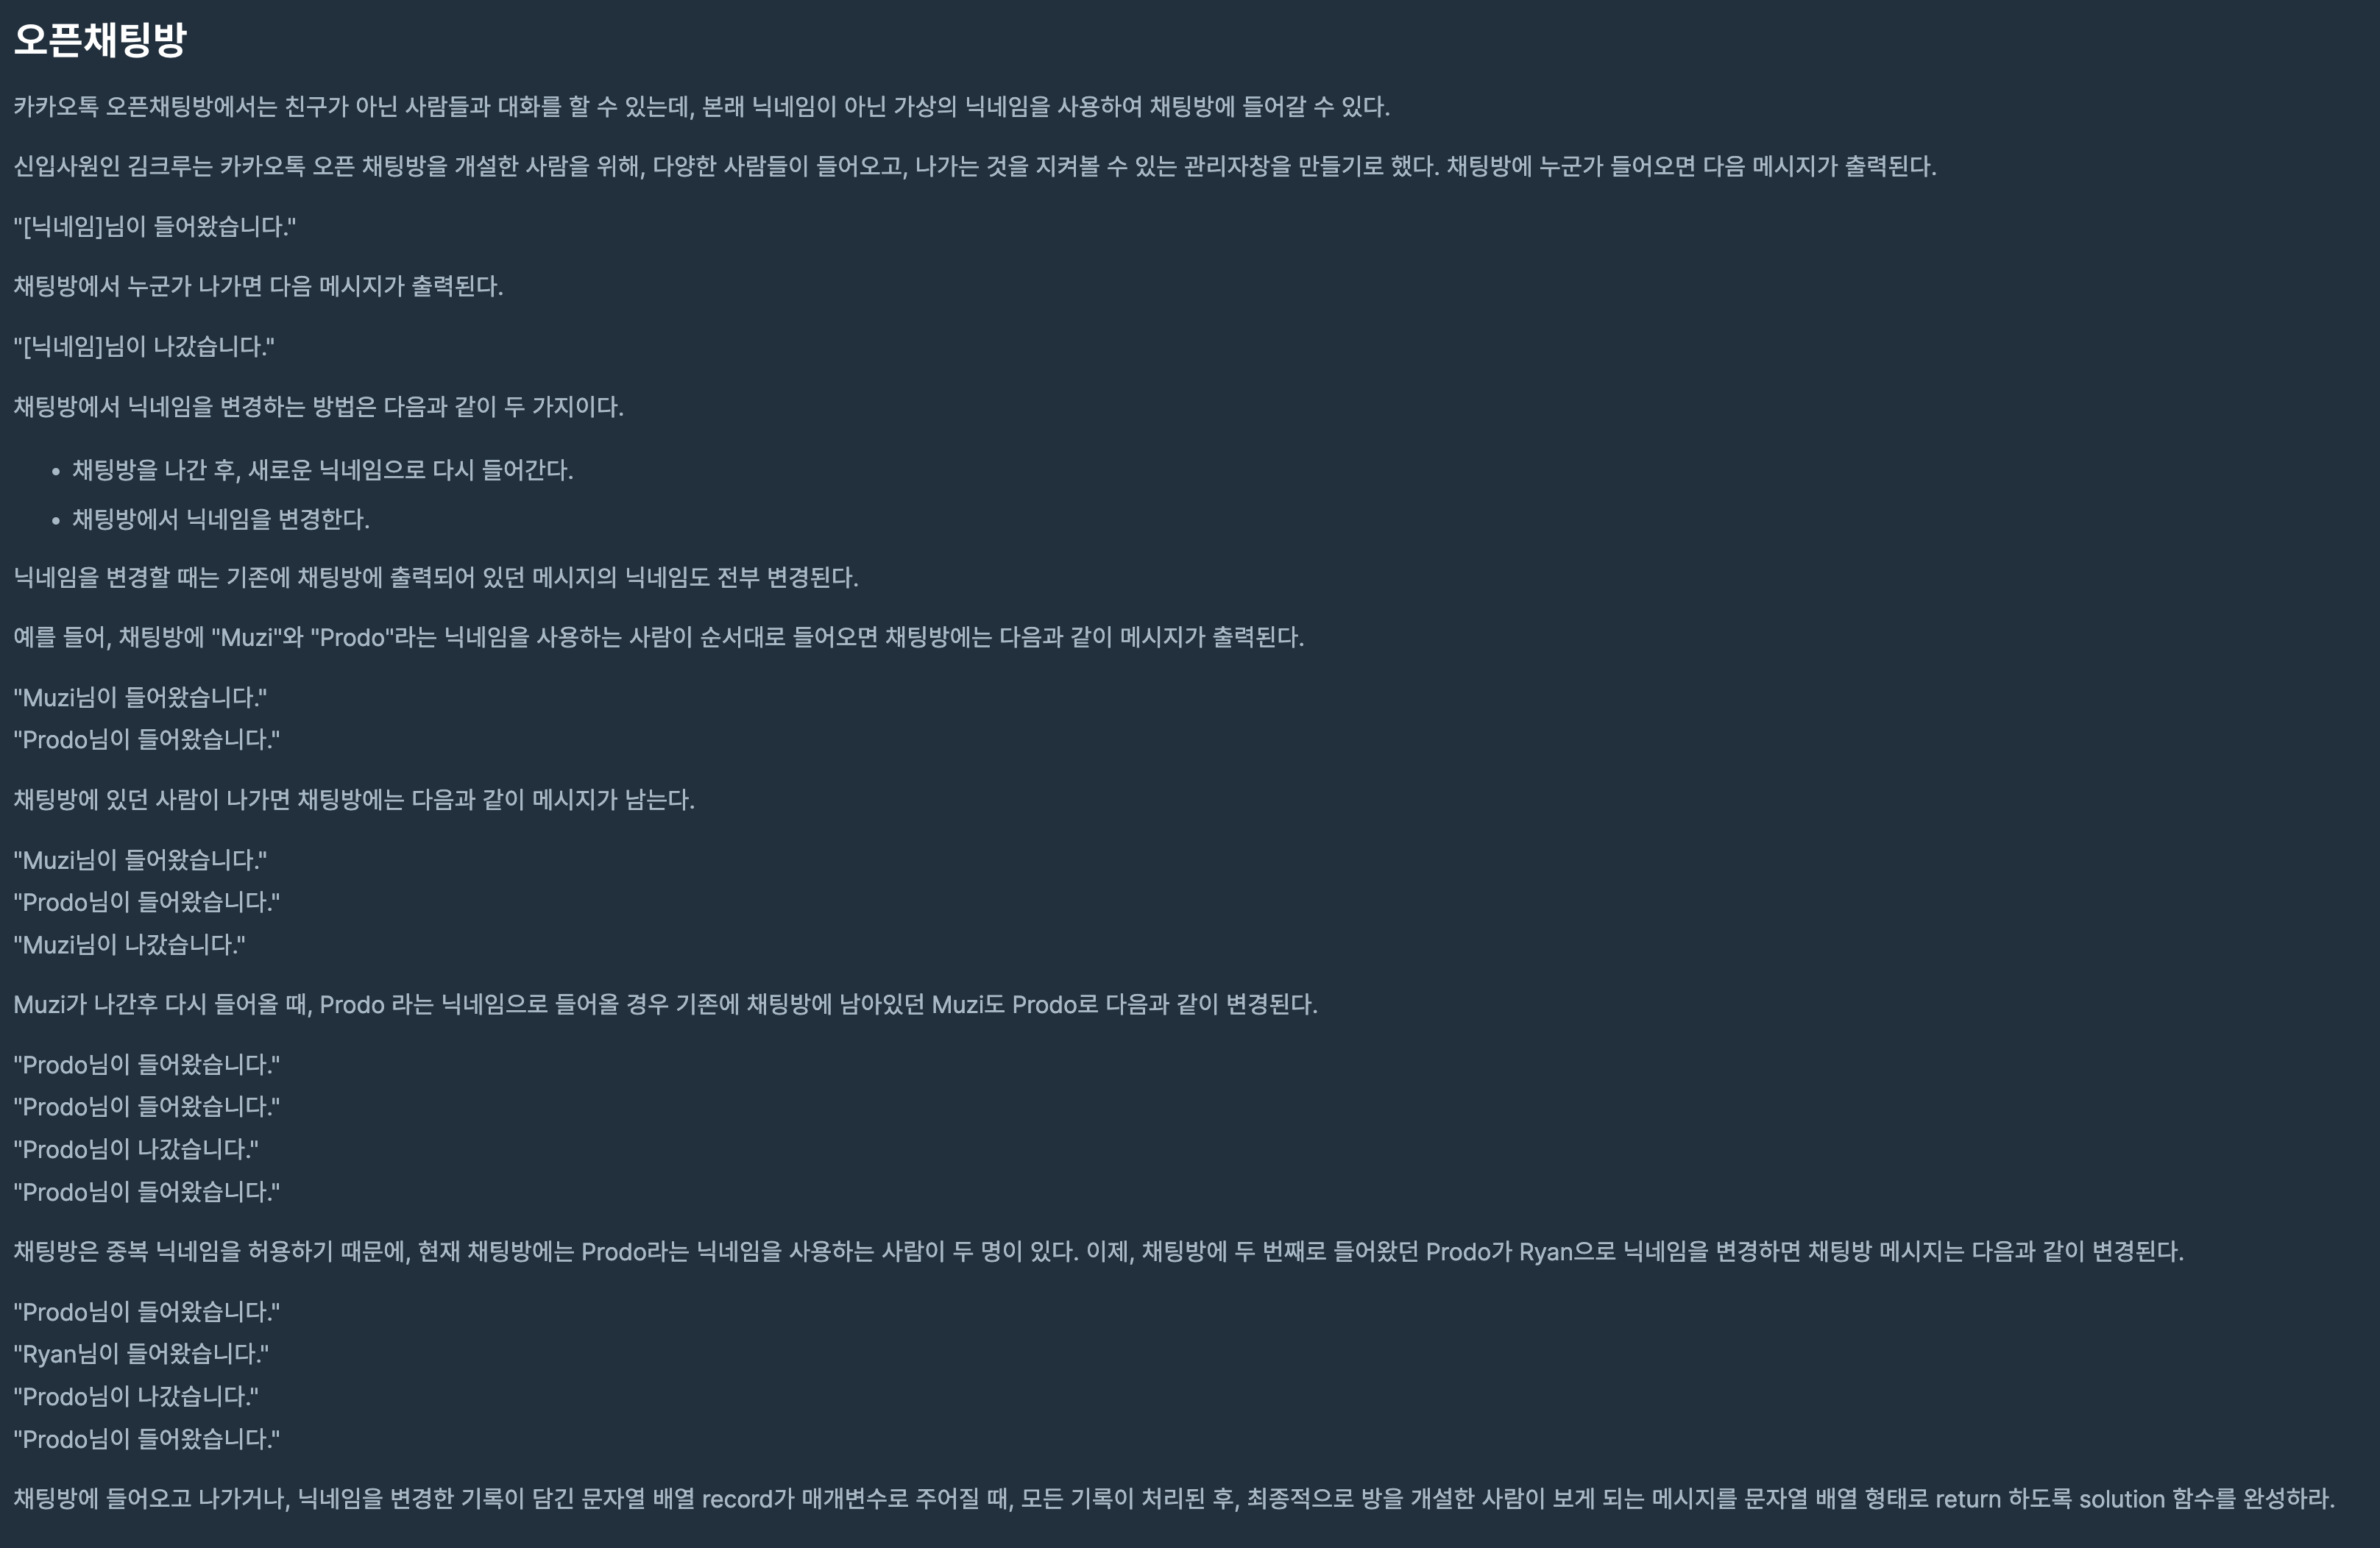 오픈채팅방
카카오톡 오픈채팅방에서는 친구가 아닌 사람들과 대화를 할 수 있는데, 본래 닉네임이 아닌 가상의 닉네임을 사용하여 채팅방에 들어갈 수 있다.
신입사원인 김크루는 카카오톡 오픈 채팅방을 개설한 사람을 위해, 다양한 사람들이 들어오고, 나가는 것을 지켜볼 수 있는 관리자창을 만들기로 했다. 채팅방에 누군가 들어오면 다음 메시지가 출력된다.
"[닉네임]님이 들어왔습니다."
채팅방에서 누군가 나가면 다음 메시지가 출력된다.
"[닉네임]님이 나갔습니다."
채팅방에서 닉네임을 변경하는 방법은 다음과 같이 두 가지이다.
• 채팅방을 나간 후, 새로운 닉네임으로 다시 들어간다.
• 채팅방에서 닉네임을 변경한다.
닉네임을 변경할 때는 기존에 채팅방에 출력되어 있던 메시지의 닉네임도 전부 변경된다.
예를 들어, 채팅방에 "Muzi"와 "Prodo"라는 닉네임을 사용하는 사람이 순서대로 들어오면 채팅방에는 다음과 같이 메시지가 출력된다.
"Muzi님이 들어왔습니다."
"Prodo님이 들어왔습니다."
채팅방에 있던 사람이 나가면 채팅방에는 다음과 같이 메시지가 남는다.
"Muzi님이 들어왔습니다."
"Prodo님이 들어왔습니다."
"Muzi님이 나갔습니다."
Muzi가 나간후 다시 들어올 때, Prodo 라는 닉네임으로 들어올 경우 기존에 채팅방에 남아있던 Muzi도 Prodo로 다음과 같이 변경된다.
"Prodo님이 들어왔습니다."
"Prodo님이 들어왔습니다."
"Prodo님이 나갔습니다."
"Prodo님이 들어왔습니다."
채팅방은 중복 닉네임을 허용하기 때문에, 현재 채팅방에는 Prodo라는 닉네임을 사용하는 사람이 두 명이 있다. 이제, 채팅방에 두 번째로 들어왔던 Prodo가 Ryan으로 닉네임을 변경하면 채팅방 메시지는 다음과 같이 변경된다.
"Prodo님이 들어왔습니다."
"Ryan님이 들어왔습니다."
"Prodo님이 나갔습니다."
"Prodo님이 들어왔습니다."
채팅방에 들어오고 나가거나, 닉네임을 변경한 기록이 담긴 문자열 배열 record가 매개변수로 주어질 때, 모든 기록이 처리된 후, 최종적으로 방을 개설한 사람이 보게 되는 메시지를 문자열 배열 형태로 return 하도록 solution 함수를 완성하라.